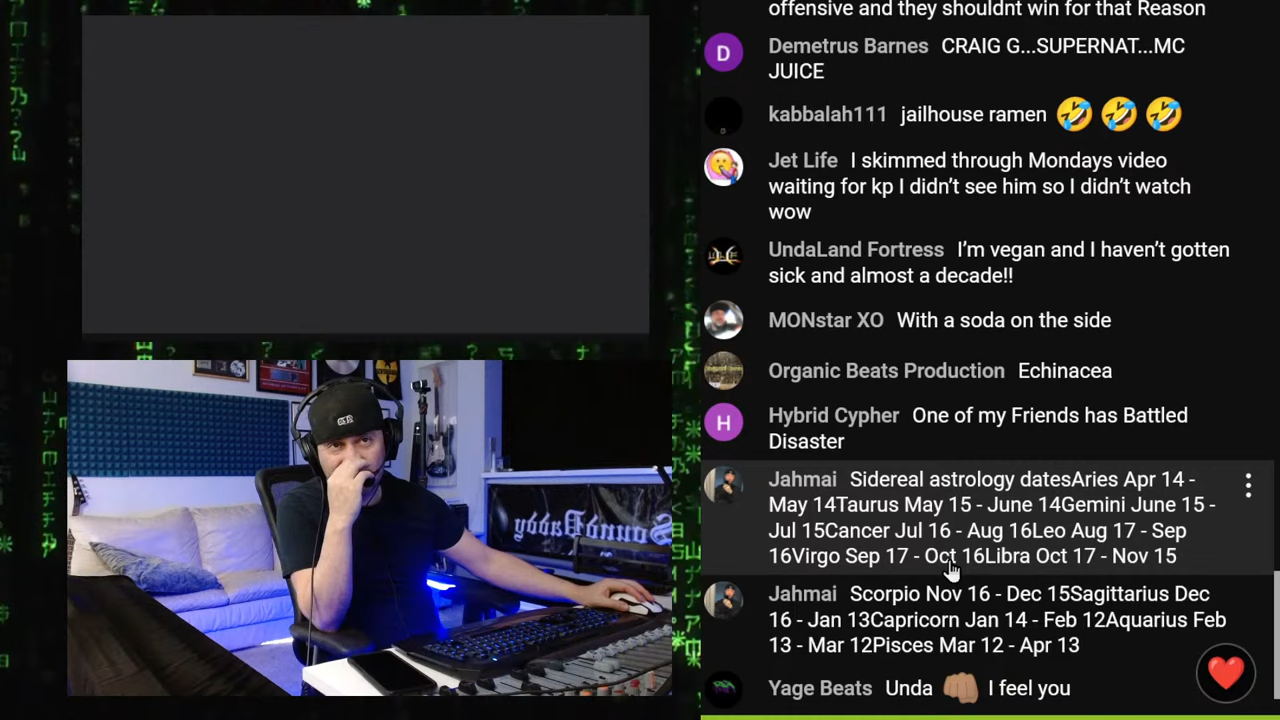 offensive and they shouldnt win for that Reason
Demetrus Barnes CRAIG G...SUPERNAT...MC
JUICE
kabbalah111 jailhouse ramen 🤣 🤣 🤣
Jet Life I skimmed through Mondays video
waiting for kp I didn’t see him so I didn’t watch
wow
UndaLand Fortress I’m vegan and I haven’t gotten
sick and almost a decade!!
MONstar XO With a soda on the side
Organic Beats Production Echinacea
H
Hybrid Cypher One of my Friends has Battled
Disaster
Jahmai Sidereal astrology datesAries Apr 14 -
May 14Taurus May 15 - June 14Gemini June 15 -
Jul 15Cancer Jul 16 - Aug 16Leo Aug 17 - Sep
16Virgo Sep 17 - Oct 16Libra Oct 17 - Nov 15
Jahmai Scorpio Nov 16 - Dec 15Sagittarius Dec
16 - Jan 13Capricorn Jan 14 - Feb 12Aquarius Feb
13 - Mar 12Pisces Mar 12 - Apr 13
Yage Beats Unda 👊🏽 I feel you
D
SoundDaddy